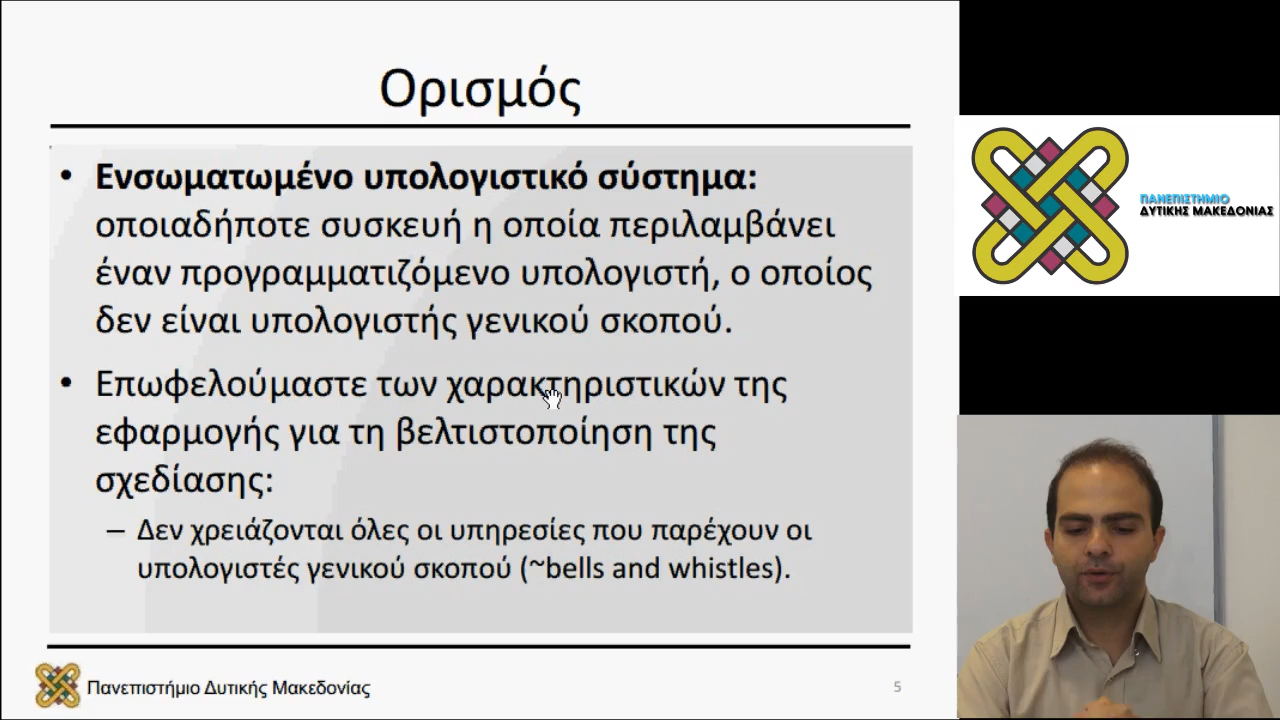 Ορισμός
• Ενσωματωμένο υπολογιστικό σύστημα:
οποιαδήποτε συσκευή η οποία περιλαμβάνει
έναν προγραμματιζόμενο υπολογιστή, ο οποίος
δεν είναι υπολογιστής γενικού σκοπού.
• Επωφελούμαστε των χαρακτηριστικών της
εφαρμογής για τη βελτιστοποίηση της
σχεδίασης:
– Δεν χρειάζονται όλες οι υπηρεσίες που παρέχουν οι
υπολογιστές γενικού σκοπού (~bells and whistles).
Πανεπιστήμιο Δυτικής Μακεδονίας
5
ΠΑΝΕΠΙΣΤΗΜΙΟ
ΔΥΤΙΚΗΣ ΜΑΚΕΔΟΝΙΑΣ